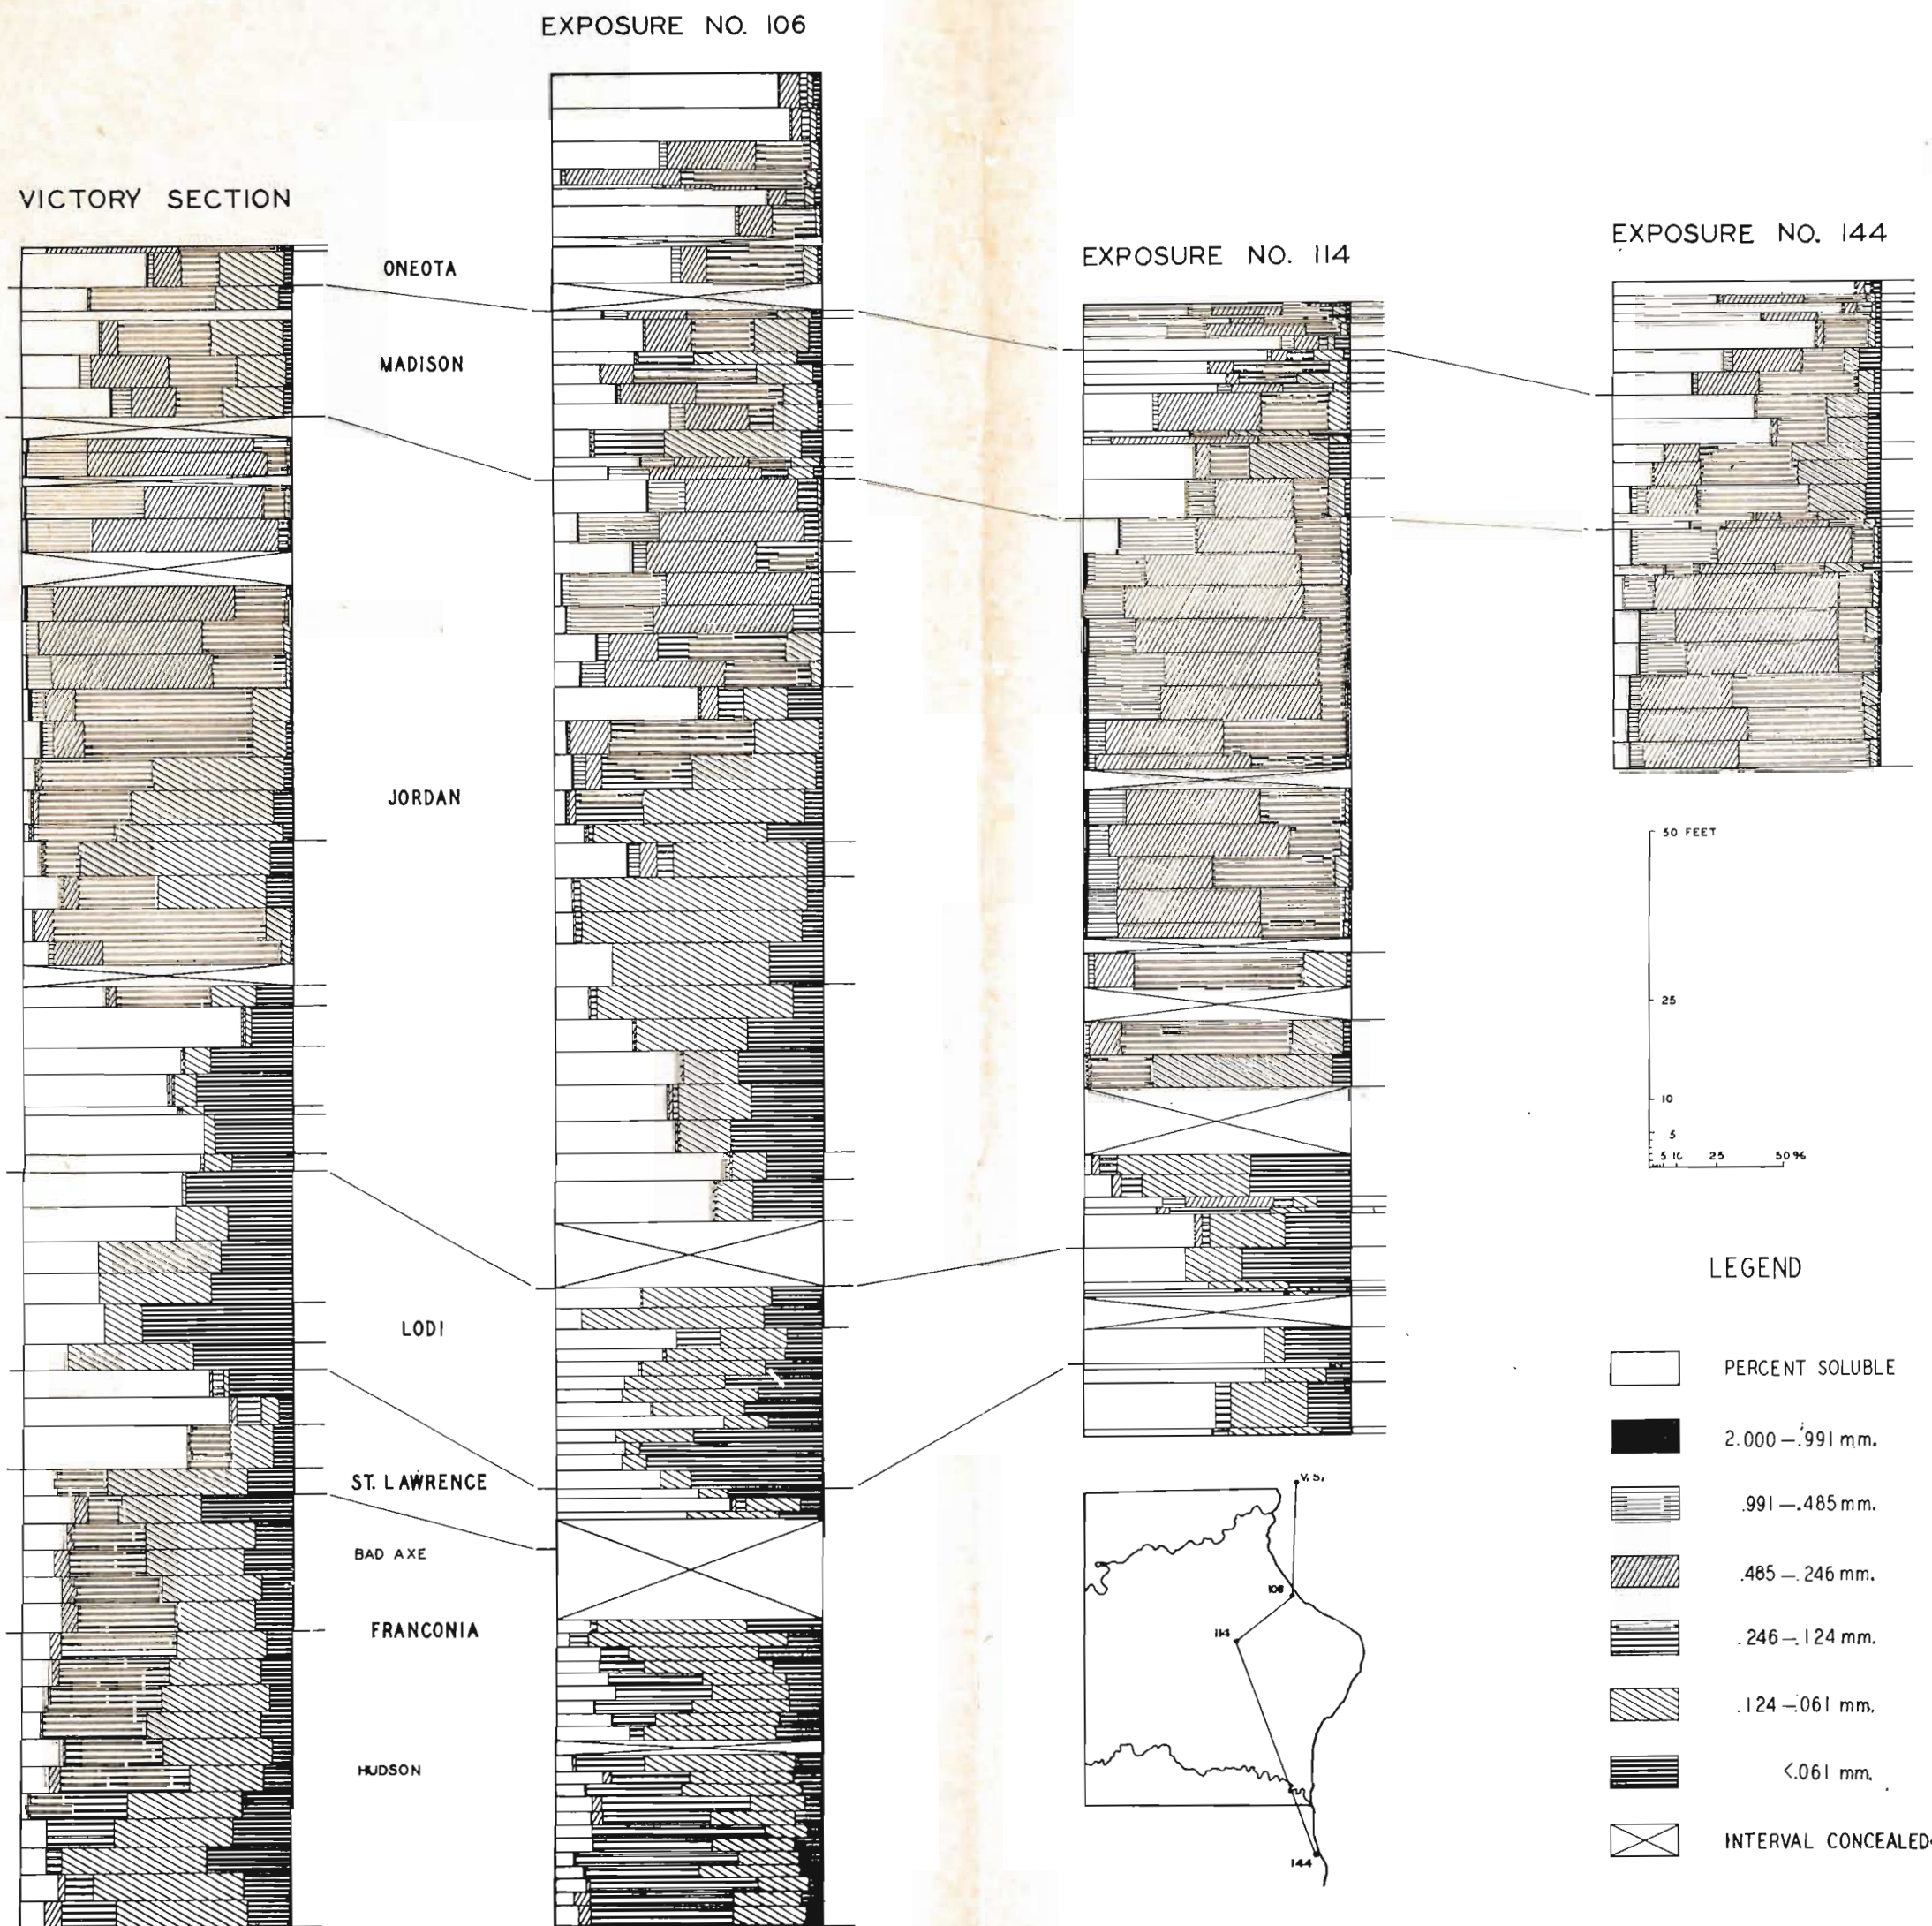 EXPOSURE NO. 106
VICTORY SECTION
EXPOSURE NO. 144
EXPOSURE NO. 114
ONEOTA
MADISON
JORDAN
50 FEET
25
10
5
5 10 25 50%
LEGEND
LODI
PERCENT SOLUBLE
2.000 – .991 mm.
.991 – .485 mm.
ST. LAWRENCE
V. S.
BAD AXE
.485 – .246 mm.
106
FRANCONIA
114
.246 – .124 mm.
.124 – .061 mm.
HUDSON
<.061 mm.
INTERVAL CONCEALED
144